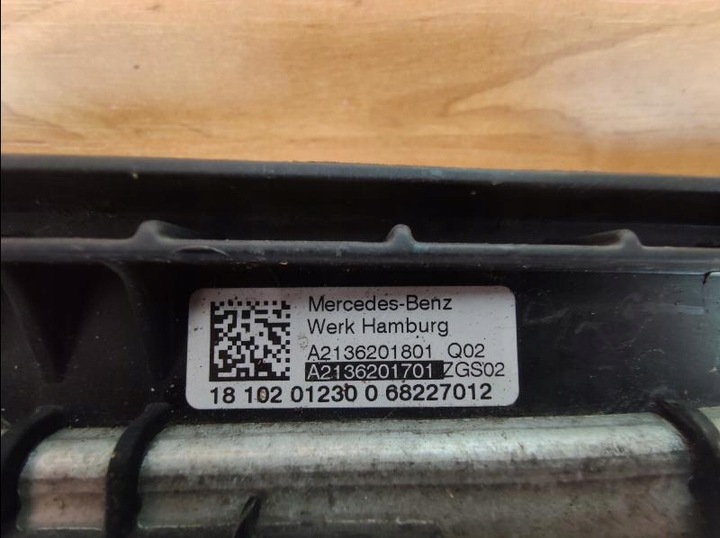 Mercedes-Benz
Werk Hamburg
A2136201801 Q02
A2136201701 ZGS02
18 102 01230 0 68227012